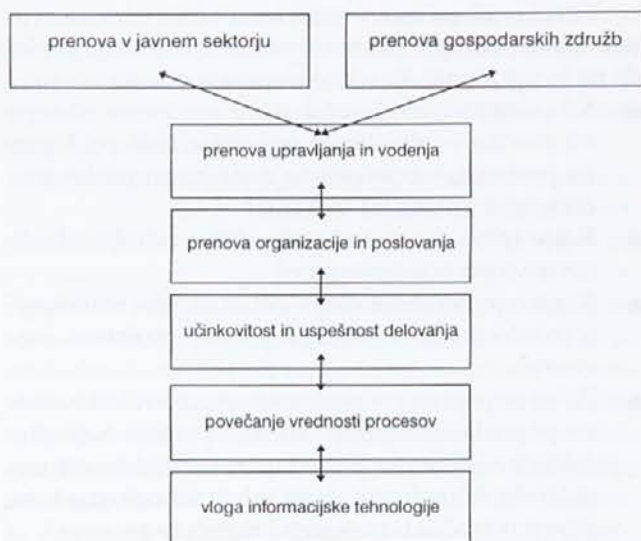 prenova v javnem sektorju
prenova gospodarskih združb
prenova upravljanja in vodenja
prenova organizacije in poslovanja
učinkovitost in uspešnost delovanja
povečanje vrednosti procesov
vloga informacijske tehnologije